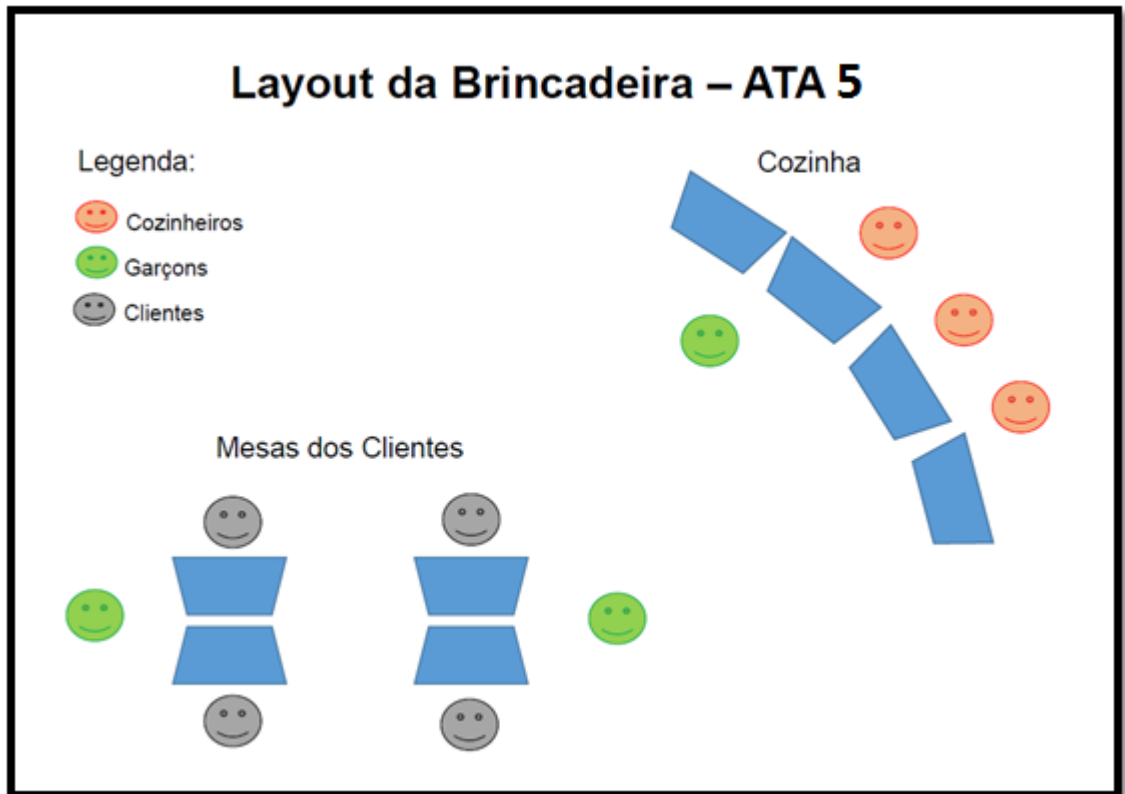 Layout da Brincadeira – ATA 5
Legenda:
Cozinheiros
Garçons
Clientes
Cozinha
Mesas dos Clientes